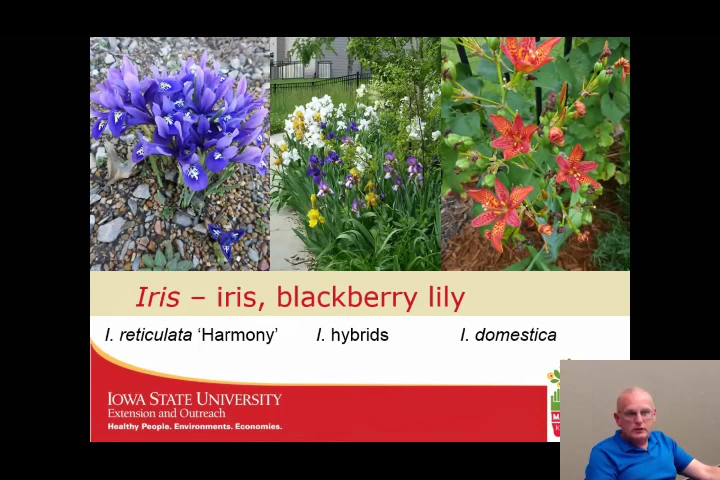 Iris – iris, blackberry lily
I. reticulata ‘Harmony’ I. hybrids I. domestica
IOWA STATE UNIVERSITY
Extension and Outreach
Healthy People. Environments. Economies.